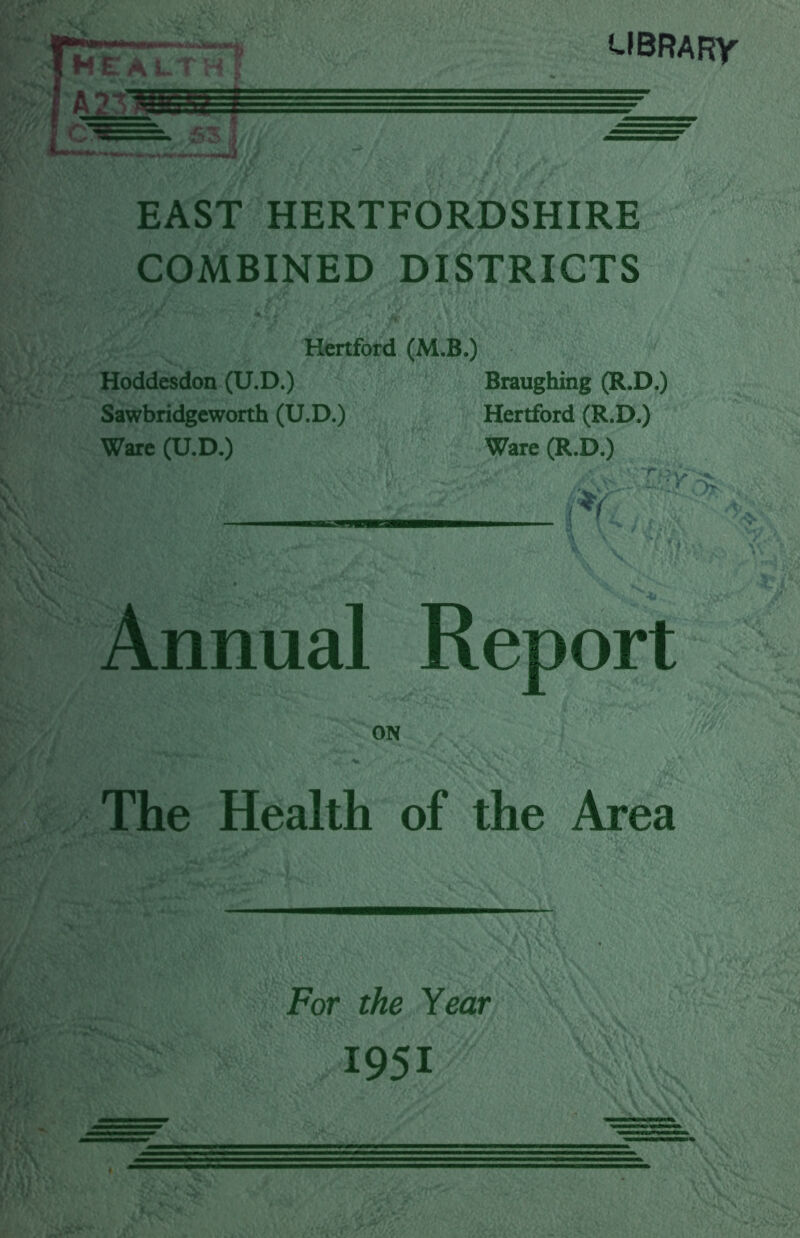 LIBRARY
HEALTH
53
EAST HERTFORDSHIRE
COMBINED DISTRICTS
Hertford (M.B.)
Hoddesdon (U.D.) Braughing (R.D.)
Sawbridgeworth (U.D.) Hertford (R.D.)
Ware (U.D.) Ware (R.D.)
Annual Report
ON
The Health of the Area
For the Year
1951